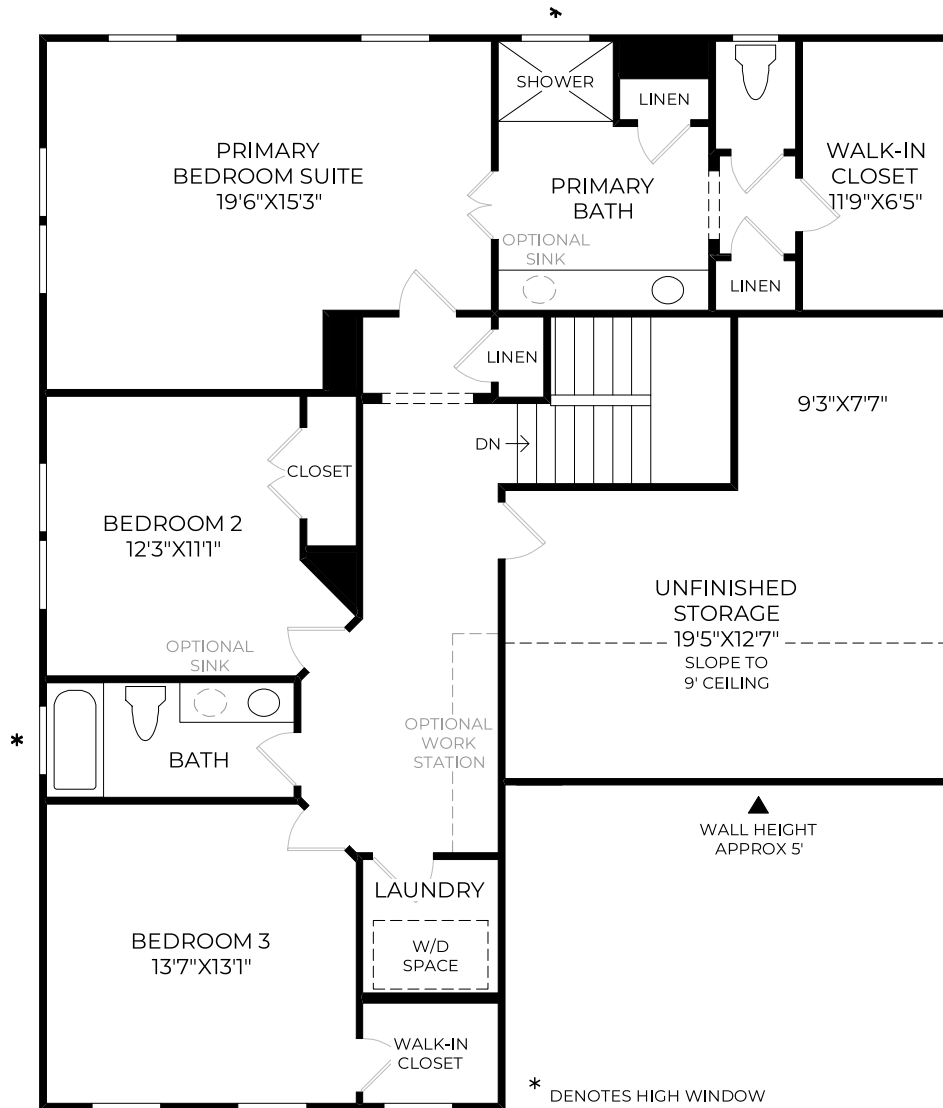 *
SHOWER
LINEN
PRIMARY
BEDROOM SUITE
19'6"X15'3"
PRIMARY
BATH
WALK-IN
CLOSET
11'9"X6'5"
OPTIONAL
SINK
LINEN
LINEN
9'3"X7'7"
DN
CLOSET
BEDROOM 2
12'3"X11'1"
UNFINISHED
STORAGE
19'5"X12'7"
SLOPE TO
9' CEILING
OPTIONAL
SINK
*
BATH
OPTIONAL
WORK
STATION
WALL HEIGHT
APPROX 5'
LAUNDRY
W/D
SPACE
BEDROOM 3
13'7"X13'1"
WALK-IN
CLOSET
* DENOTES HIGH WINDOW